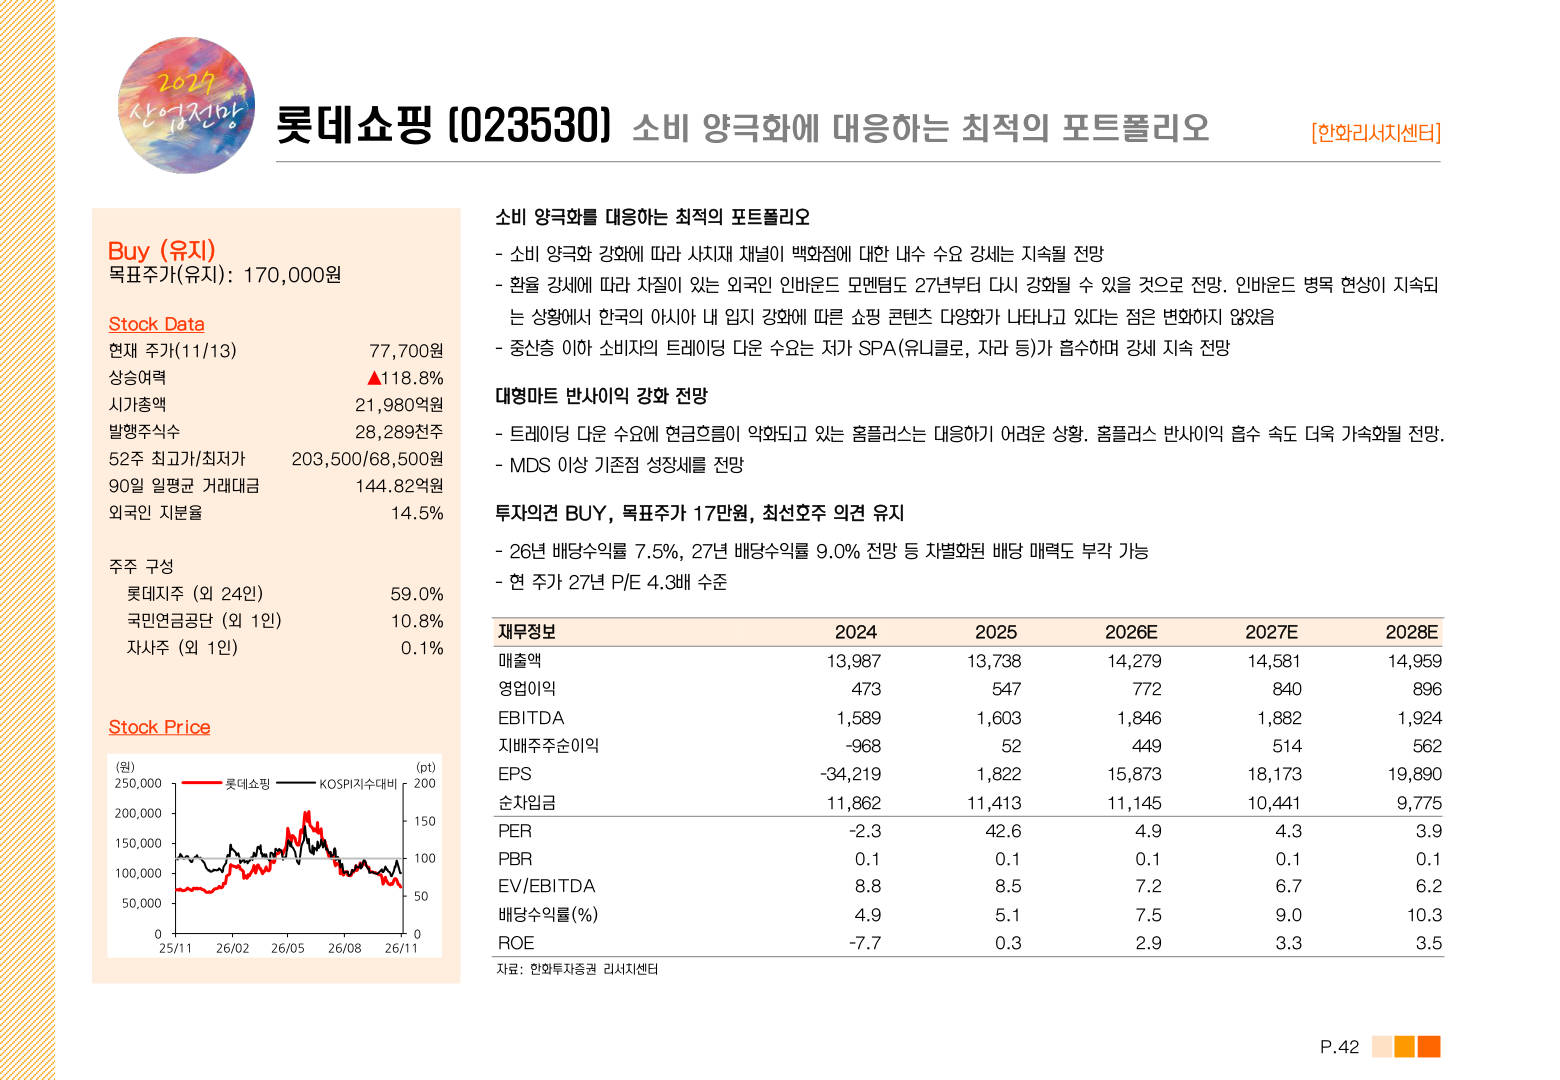 2027
산업전망
롯데쇼핑 (023530) 소비 양극화에 대응하는 최적의 포트폴리오 [한화리서치센터]
Buy (유지)
목표주가(유지): 170,000원
Stock Data
현재 주가(11/13) 77,700원
상승여력 ▲118.8%
시가총액 21,980억원
발행주식수 28,289천주
52주 최고가/최저가 203,500/68,500원
90일 일평균 거래대금 144.82억원
외국인 지분율 14.5%
주주 구성
롯데지주 (외 24인) 59.0%
국민연금공단 (외 1인) 10.8%
자사주 (외 1인) 0.1%
Stock Price
(원) (pt)
롯데쇼핑 KOSPI지수대비
250,000 200
200,000 150
150,000 100
100,000 50
50,000 0
0
25/11 26/02 26/05 26/08 26/11
소비 양극화를 대응하는 최적의 포트폴리오
- 소비 양극화 강화에 따라 사치재 채널이 백화점에 대한 내수 수요 강세는 지속될 전망
- 환율 강세에 따라 차질이 있는 외국인 인바운드 모멘텀도 27년부터 다시 강화될 수 있을 것으로 전망. 인바운드 병목 현상이 지속되
는 상황에서 한국의 아시아 내 입지 강화에 따른 쇼핑 콘텐츠 다양화가 나타나고 있다는 점은 변화하지 않았음
- 중산층 이하 소비자의 트레이딩 다운 수요는 저가 SPA(유니클로, 자라 등)가 흡수하며 강세 지속 전망
대형마트 반사이익 강화 전망
- 트레이딩 다운 수요에 현금흐름이 악화되고 있는 홈플러스는 대응하기 어려운 상황. 홈플러스 반사이익 흡수 속도 더욱 가속화될 전망.
- MDS 이상 기존점 성장세를 전망
투자의견 BUY, 목표주가 17만원, 최선호주 의견 유지
- 26년 배당수익률 7.5%, 27년 배당수익률 9.0% 전망 등 차별화된 배당 매력도 부각 가능
- 현 주가 27년 P/E 4.3배 수준
재무정보 2024 2025 2026E 2027E 2028E
매출액 13,987 13,738 14,279 14,581 14,959
영업이익 473 547 772 840 896
EBITDA 1,589 1,603 1,846 1,882 1,924
지배주주순이익 -968 52 449 514 562
EPS -34,219 1,822 15,873 18,173 19,890
순차입금 11,862 11,413 11,145 10,441 9,775
PER -2.3 42.6 4.9 4.3 3.9
PBR 0.1 0.1 0.1 0.1 0.1
EV/EBITDA 8.8 8.5 7.2 6.7 6.2
배당수익률(%) 4.9 5.1 7.5 9.0 10.3
ROE -7.7 0.3 2.9 3.3 3.5
자료: 한화투자증권 리서치센터
P.42